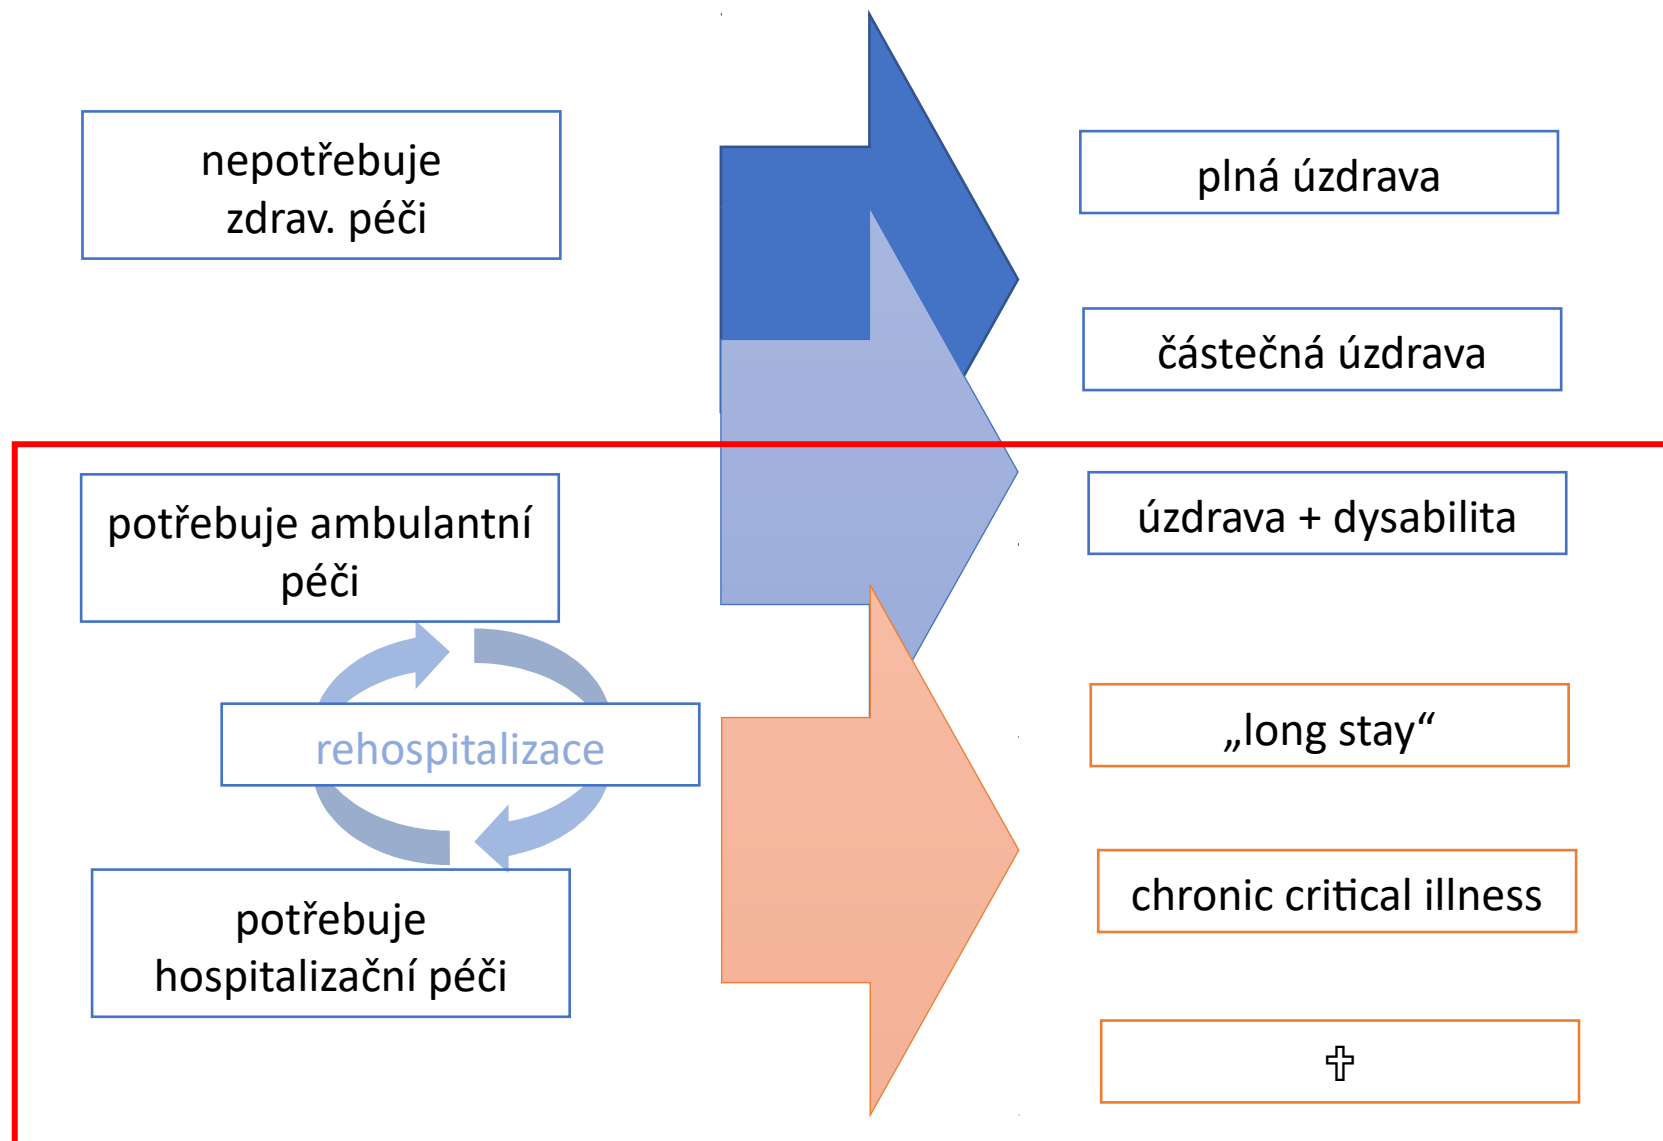 nepotřebuje
zdrav. péči
potřebuje ambulantní
péči
rehospitalizace
potřebuje
hospitalizační péči
plná úzdrava
částečná úzdrava
úzdrava + dysabilita
„long stay“
chronic critical illness
✞